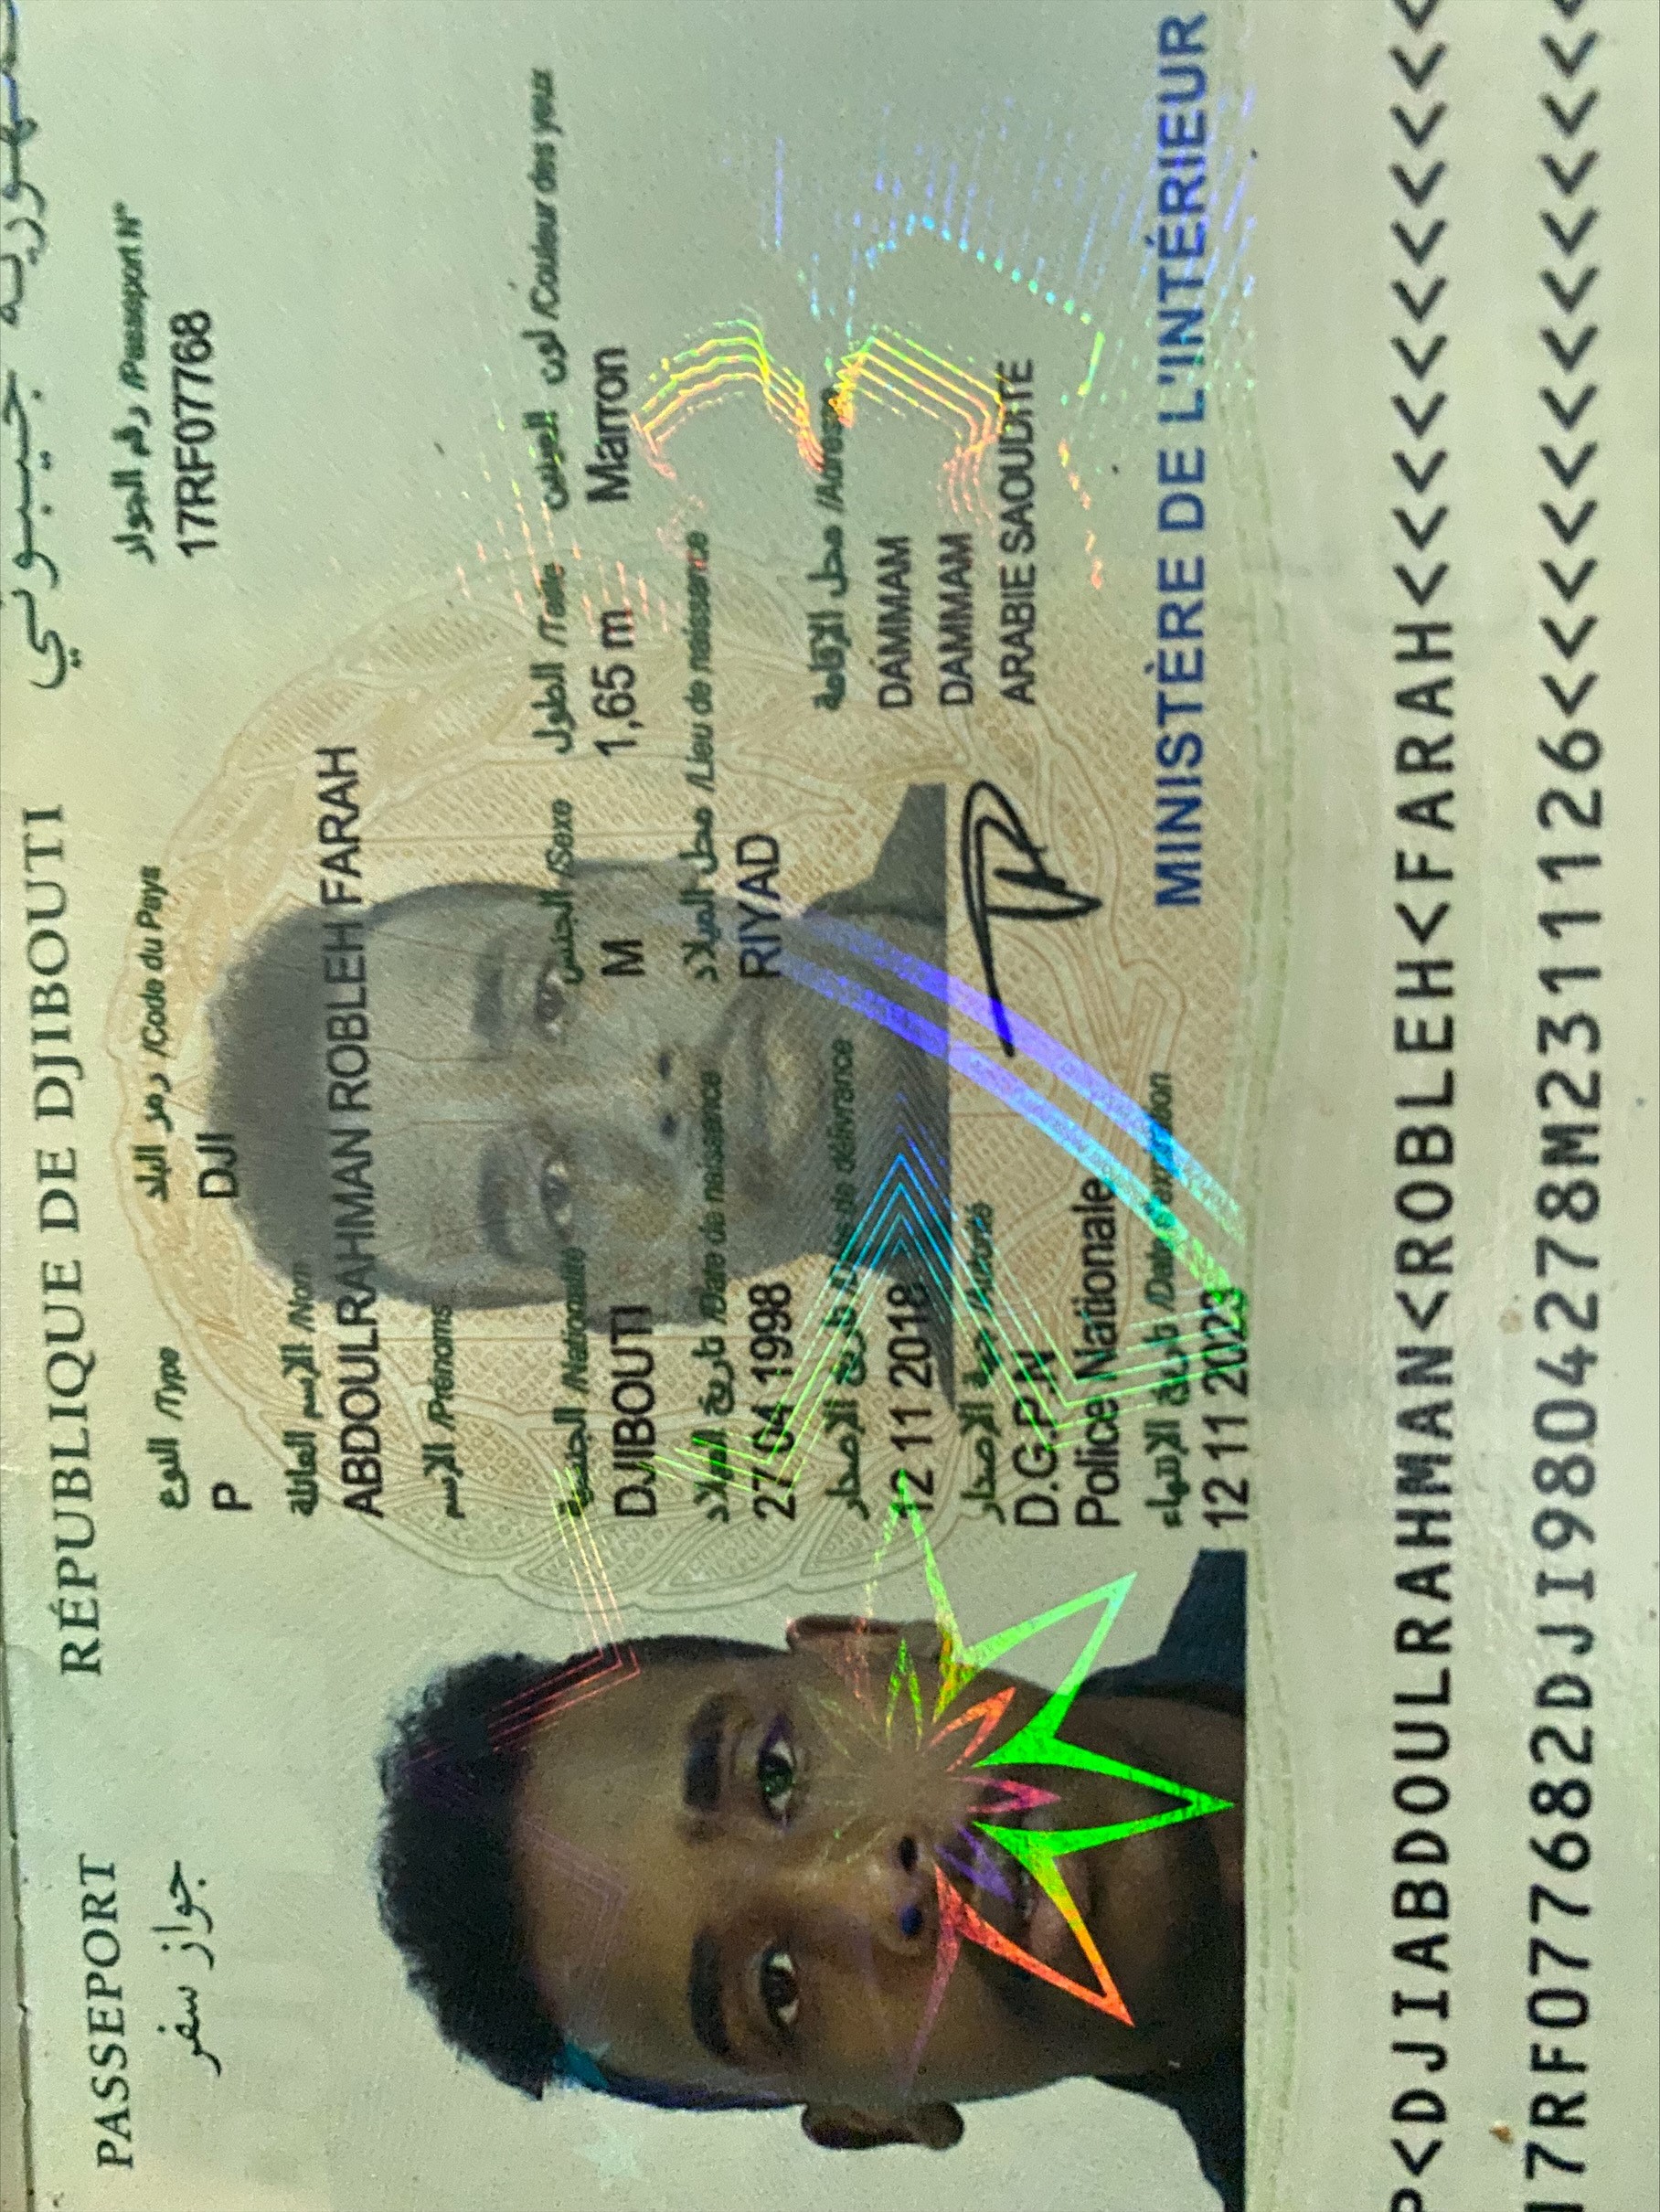 PASSEPORT
جواز سفر
RÉPUBLIQUE DE DJIBOUTI
جيبوتي
النوع /Type
P
رمز البلد /Code du Pays
DJI
رقم الجواز /Passeport N°
17RF07768
الإسم العائلة /Nom
ABDOULRAHMAN ROBLEH FARAH
الإسم /Prénoms
الجنسية /Nationalité
DJIBOUTI
الجنس /Sexe
M
الطول /Taille
1,65 m
لون العينين /Couleur des yeux
Marron
تاريخ الميلاد /Date de naissance
27 04 1998
محل الميلاد /Lieu de naissance
RIYAD
تاريخ الإصدار /Date de délivrance
12 11 2018
محل الإقامة /Adresse
DAMMAM
DAMMAM
ARABIE SAOUDITE
جهة الإصدار /Autorité
D.G.P.N
Police Nationale
تاريخ الإنتهاء /Date d'expiration
12 11 2023
MINISTÈRE DE L'INTÉRIEUR
P<DJIABDOULRAHMAN<ROBLEH<FARAH<<<<<<<<<<<
17RF077682DJI9804278M2311126<<<<<<<<<<<<<